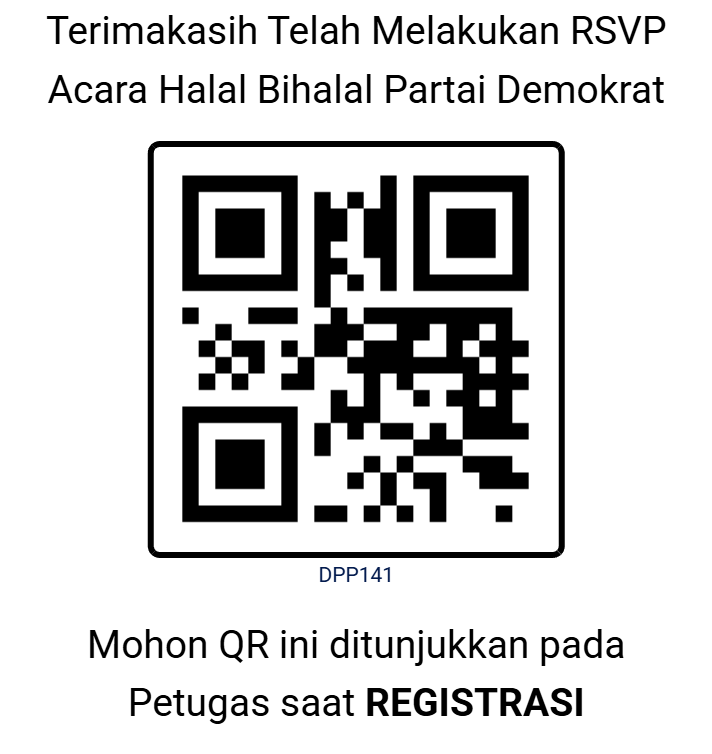 Terimakasih Telah Melakukan RSVP
Acara Halal Bihalal Partai Demokrat
DPP141
Mohon QR ini ditunjukkan pada
Petugas saat REGISTRASI